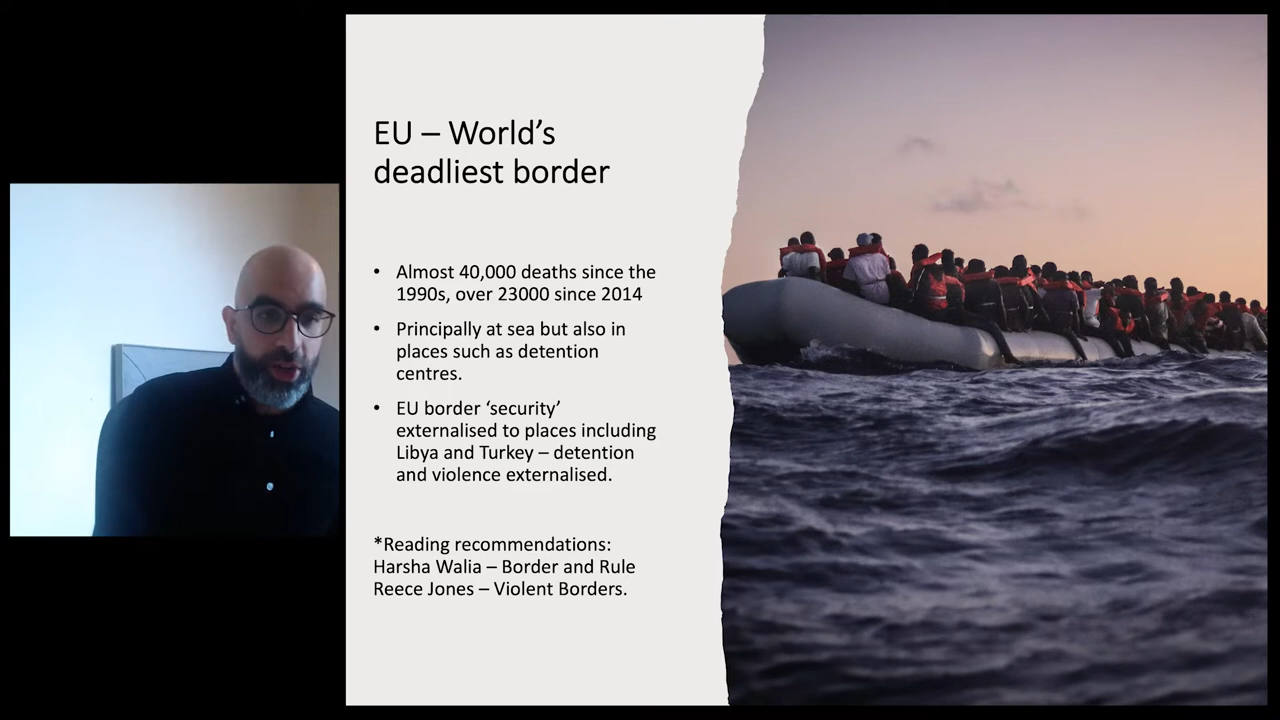 EU – World’s
deadliest border
• Almost 40,000 deaths since the
1990s, over 23000 since 2014
• Principally at sea but also in
places such as detention
centres.
• EU border ‘security’
externalised to places including
Libya and Turkey – detention
and violence externalised.
*Reading recommendations:
Harsha Walia – Border and Rule
Reece Jones – Violent Borders.